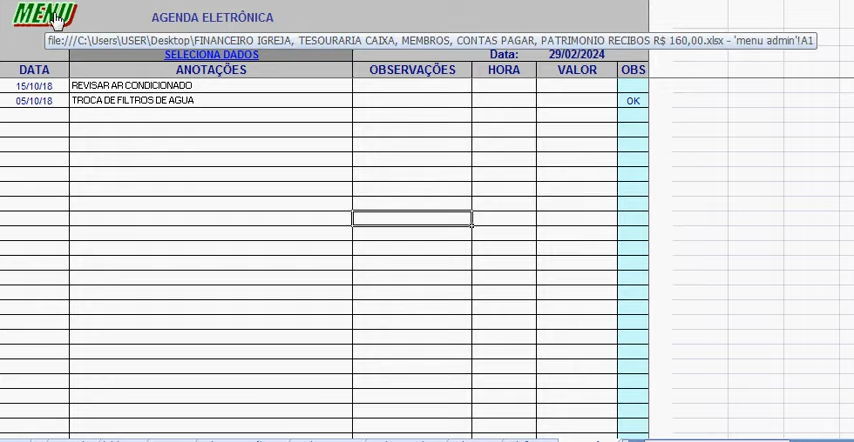 MENU
AGENDA ELETRÔNICA
file:///C:\Users\USER\Desktop\FINANCEIRO IGREJA, TESOURARIA CAIXA, MEMBROS, CONTAS PAGAR, PATRIMONIO RECIBOS R$ 160,00.xlsx - 'menu admin'!A1
SELECIONA DADOS Data: 29/02/2024
DATA ANOTAÇÕES OBSERVAÇÕES HORA VALOR OBS
15/10/18 REVISAR AR CONDICIONADO
05/10/18 TROCA DE FILTROS DE AGUA OK